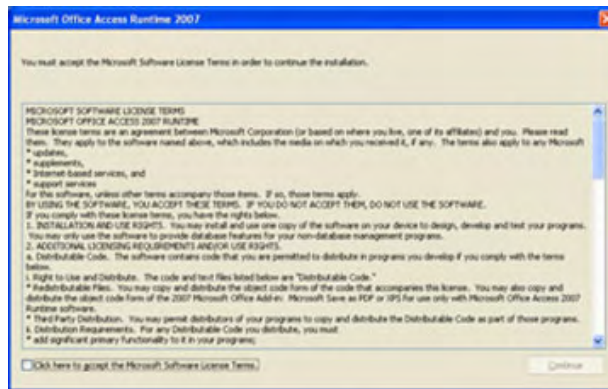 Microsoft Office Access Runtime 2007
You must accept the Microsoft Software License Terms in order to continue the installation.
MICROSOFT SOFTWARE LICENSE TERMS
MICROSOFT OFFICE ACCESS 2007 RUNTIME
These license terms are an agreement between Microsoft Corporation (or based on where you live, one of its affiliates) and you. Please read
them. They apply to the software named above, which includes the media on which you received it, if any. The terms also apply to any Microsoft
* updates,
* supplements,
* Internet-based services, and
* support services
for this software, unless other terms accompany those items. If so, those terms apply.
BY USING THE SOFTWARE, YOU ACCEPT THESE TERMS. IF YOU DO NOT ACCEPT THEM, DO NOT USE THE SOFTWARE.
If you comply with these license terms, you have the rights below.
1. INSTALLATION AND USE RIGHTS. You may install and use one copy of the software on your device to design, develop and test your programs.
You may only use the software to provide database features for your non-database management programs.
2. ADDITIONAL LICENSING REQUIREMENTS AND/OR USE RIGHTS.
a. Distributable Code. The software contains code that you are permitted to distribute in programs you develop if you comply with the terms
below.
i. Right to Use and Distribute. The code and text files listed below are "Distributable Code."
* Redistributable Files. You may copy and distribute the object code form of the code that accompanies this license. You may also copy and
distribute the object code form of the 2007 Microsoft Office Add-in: Microsoft Save as PDF or XPS for use only with Microsoft Office Access 2007
Runtime software.
* Third Party Distribution. You may permit distributors of your programs to copy and distribute the Distributable Code as part of those programs.
ii. Distribution Requirements. For any Distributable Code you distribute, you must
* add significant primary functionality to it in your programs;
Click here to accept the Microsoft Software License Terms.
Continue